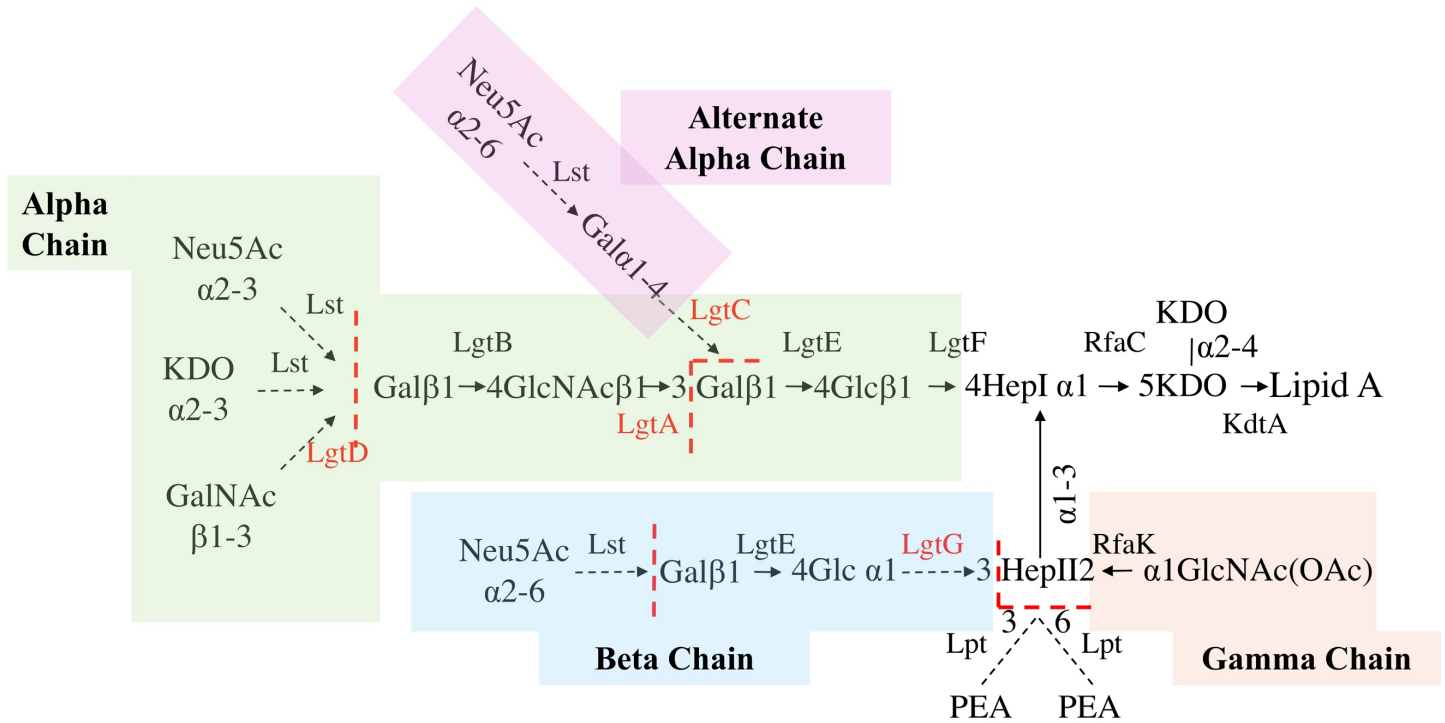 Neu5Ac
α2-6
Lst
Galα1-4
Alternate
Alpha Chain
Alpha
Chain
Neu5Ac
α2-3
Lst
KDO
α2-3
Lst
GalNAc
β1-3
LgtD
LgtB
LgtC
LgtE
LgtF
RfaC
KDO
α2-4
Galβ1 4GlcNAcβ1 3 Galβ1 4Glcβ1 4HepI α1 5KDO Lipid A
LgtA
KdtA
α1-3
Neu5Ac
α2-6
Lst
LgtE
LgtG
RfaK
Galβ1 4Glc α1 3 HepII2 α1GlcNAc(OAc)
3 6
Lpt Lpt
PEA PEA
Beta Chain
Gamma Chain